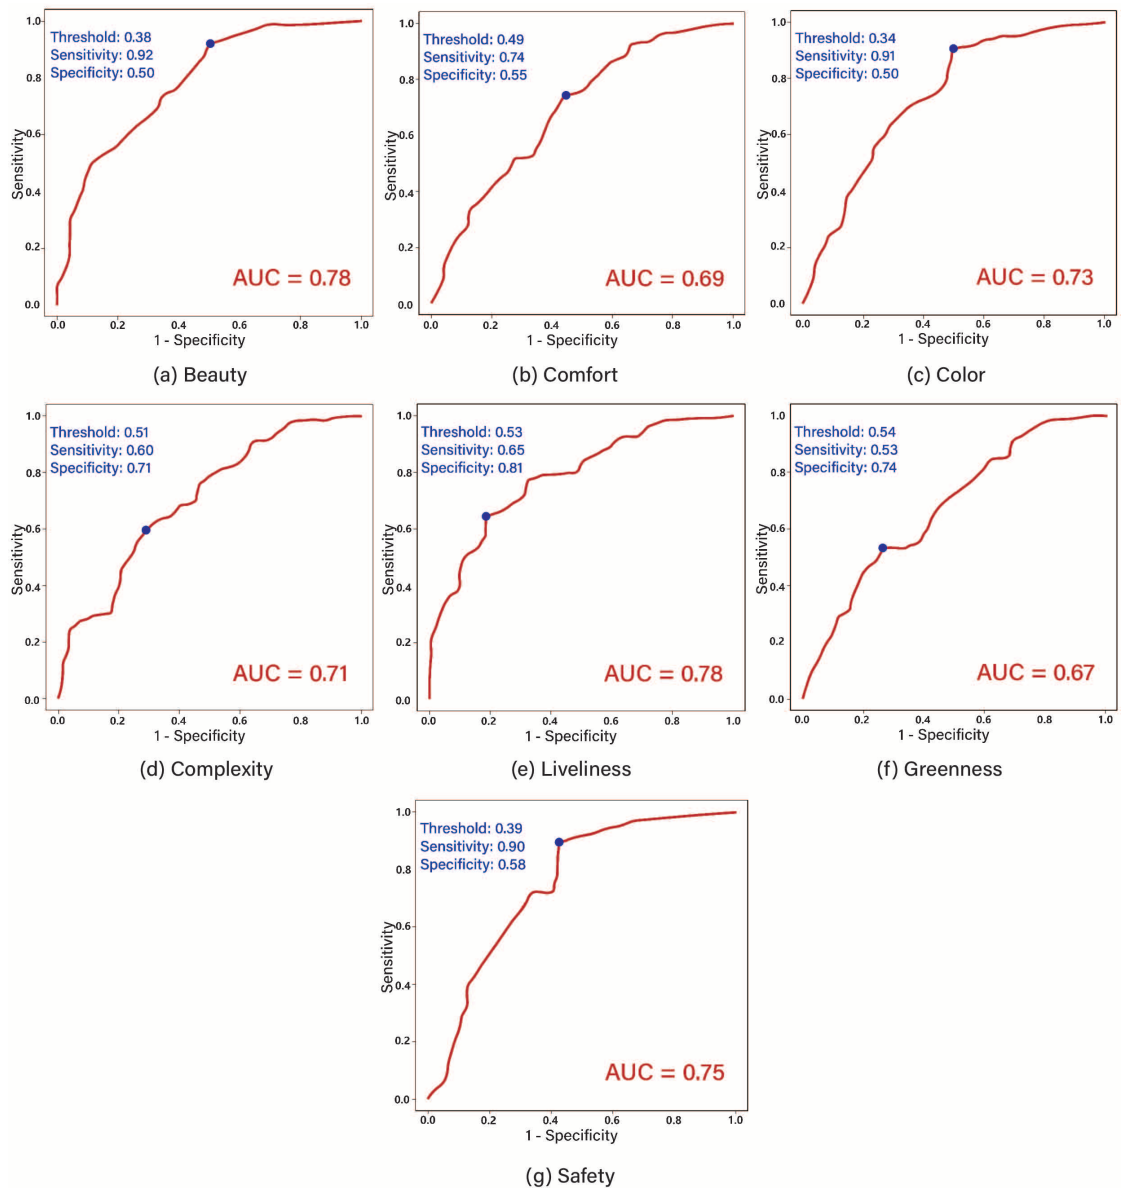 1.0
Threshold: 0.38
Sensitivity: 0.92
Specificity: 0.50
0.8
0.6
Sensitivity
0.4
0.2
AUC = 0.78
0.0
0.0 0.2 0.4 0.6 0.8 1.0
1 - Specificity
(a) Beauty
1.0
Threshold: 0.49
Sensitivity: 0.74
Specificity: 0.55
0.8
0.6
Sensitivity
0.4
0.2
AUC = 0.69
0.0
0.0 0.2 0.4 0.6 0.8 1.0
1 - Specificity
(b) Comfort
1.0
Threshold: 0.34
Sensitivity: 0.91
Specificity: 0.50
0.8
0.6
Sensitivity
0.4
0.2
AUC = 0.73
0.0
0.0 0.2 0.4 0.6 0.8 1.0
1 - Specificity
(c) Color
1.0
Threshold: 0.51
Sensitivity: 0.60
Specificity: 0.71
0.8
0.6
Sensitivity
0.4
0.2
AUC = 0.71
0.0
0.0 0.2 0.4 0.6 0.8 1.0
1 - Specificity
(d) Complexity
1.0
Threshold: 0.53
Sensitivity: 0.65
Specificity: 0.81
0.8
0.6
Sensitivity
0.4
0.2
AUC = 0.78
0.0
0.0 0.2 0.4 0.6 0.8 1.0
1 - Specificity
(e) Liveliness
1.0
Threshold: 0.54
Sensitivity: 0.53
Specificity: 0.74
0.8
0.6
Sensitivity
0.4
0.2
AUC = 0.67
0.0
0.0 0.2 0.4 0.6 0.8 1.0
1 - Specificity
(f) Greenness
1.0
Threshold: 0.39
Sensitivity: 0.90
Specificity: 0.58
0.8
0.6
Sensitivity
0.4
0.2
AUC = 0.75
0.0
0.0 0.2 0.4 0.6 0.8 1.0
1 - Specificity
(g) Safety